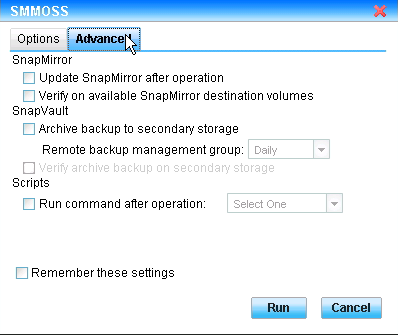 SMMOSS
Options Advanced
SnapMirror
Update SnapMirror after operation
Verify on available SnapMirror destination volumes
SnapVault
Archive backup to secondary storage
Remote backup management group: Daily
Verify archive backup on secondary storage
Scripts
Run command after operation: Select One
Remember these settings
Run Cancel